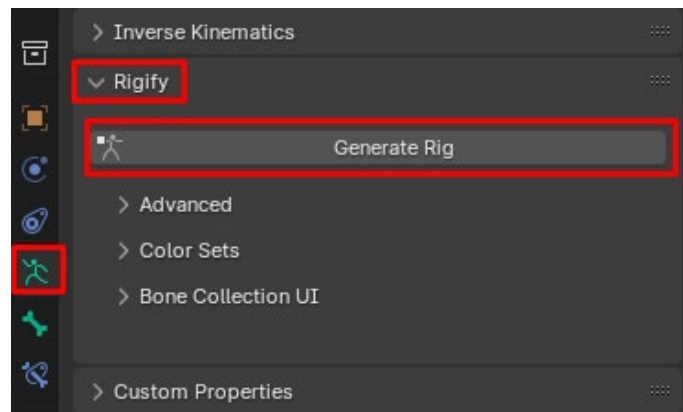 Inverse Kinematics
Rigify
Generate Rig
Advanced
Color Sets
Bone Collection UI
Custom Properties